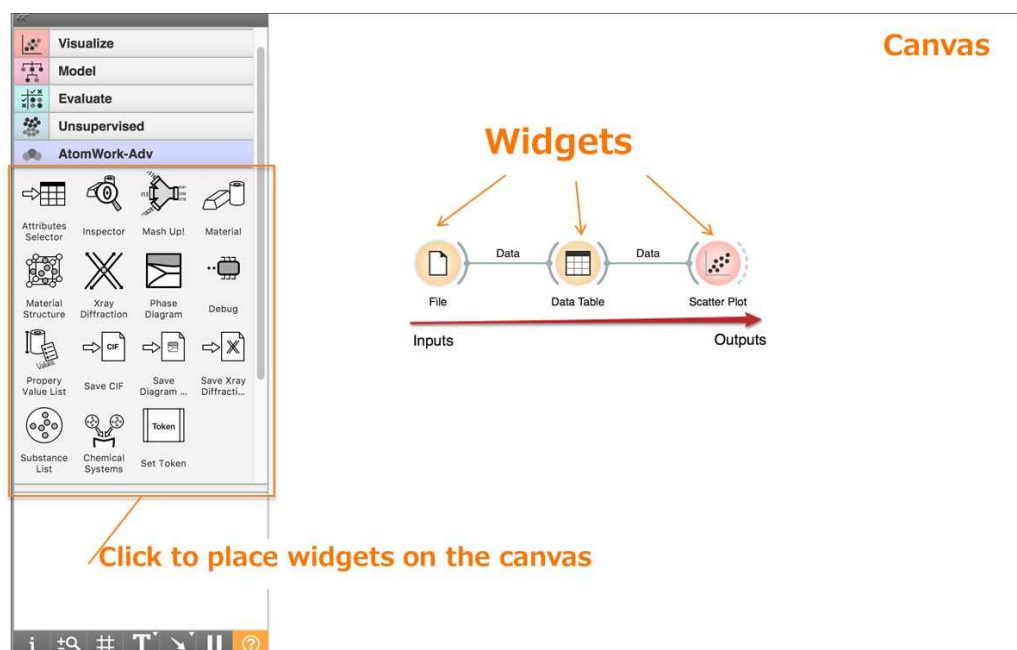 Visualize
Model
Evaluate
Unsupervised
AtomWork-Adv
Attributes
Selector
Inspector
Mash Up!
Material
Material
Structure
Xray
Diffraction
Phase
Diagram
Debug
Values
Propery
Value List
CIF
Save CIF
Save
Diagram ...
Save Xray
Diffracti...
Substance
List
Chemical
Systems
Token
Set Token
Canvas
Widgets
Data
Data
File
Data Table
Scatter Plot
Inputs
Outputs
Click to place widgets on the canvas